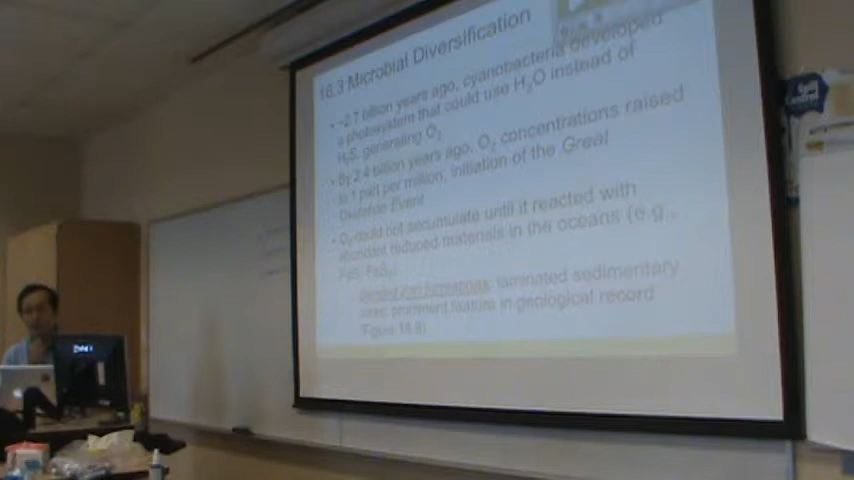 16.3 Microbial Diversification
• ~2.7 billion years ago, cyanobacteria developed
a photosystem that could use H₂O instead of
H₂S, generating O₂
• By 2.4 billion years ago, O₂ concentrations raised
to 1 part per million; initiation of the Great
Oxidation Event
• O₂ could not accumulate until it reacted with
abundant reduced materials in the oceans (e.g.,
FeS, FeS₂)
Banded iron formations: laminated sedimentary
rocks; prominent feature in geological record
(Figure 16.8)